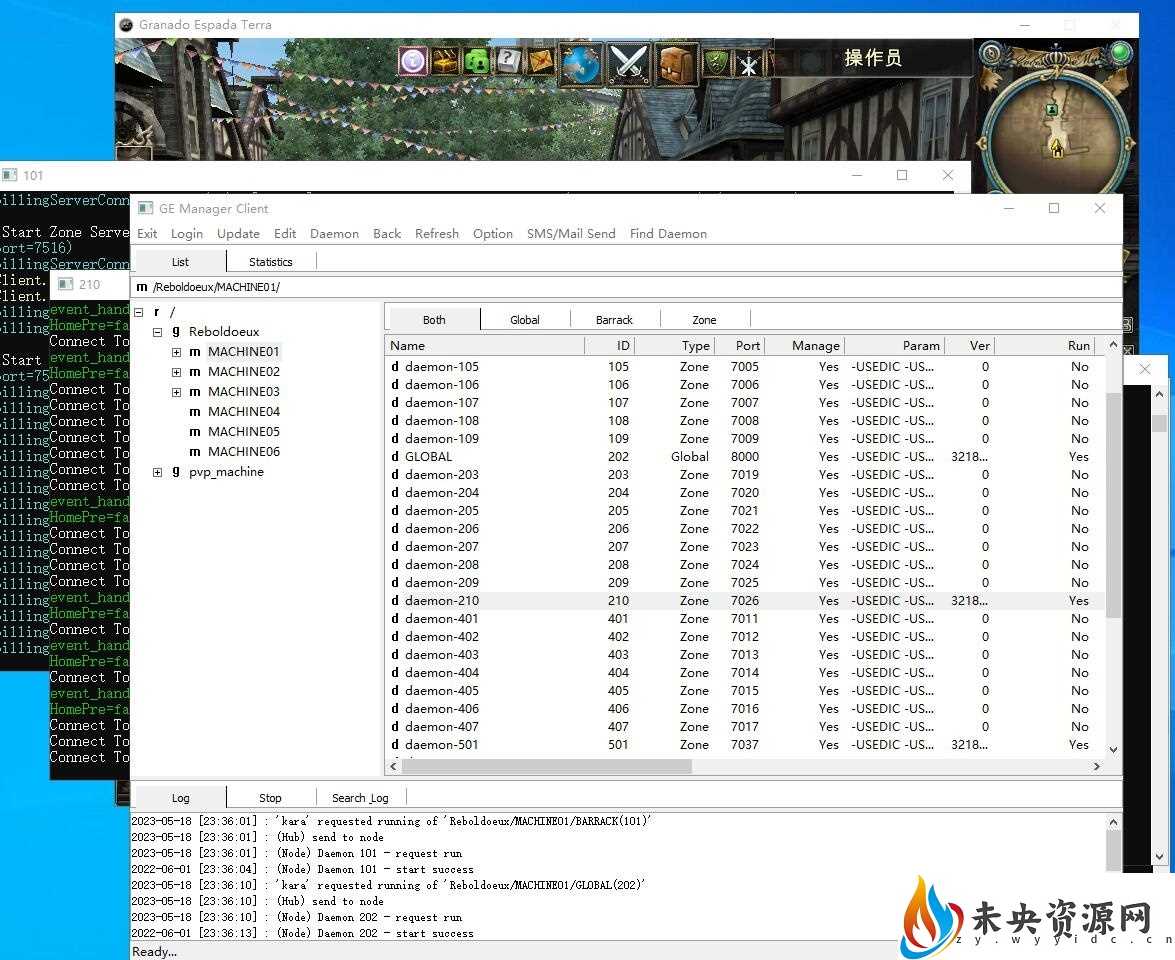 Granado Espada Terra
操作员
101
illingServerConn
Start Zone Serve
ort=7516)
illingServerConn
Client.
Client.
illing
illing
Start
ort=75
210
event_hand
HomePre=fa
Connect To
event_hand
HomePre=fa
Connect To
Connect To
Connect To
Connect To
Connect To
Connect To
Connect To
event_hand
HomePre=fa
Connect To
Connect To
Connect To
Connect To
event_hand
HomePre=fa
Connect To
event_hand
HomePre=fa
Connect To
event_hand
HomePre=fa
Connect To
Connect To
Connect To
GE Manager Client
Exit Login Update Edit Daemon Back Refresh Option SMS/Mail Send Find Daemon
List Statistics
m /Reboldoeux/MACHINE01/
r /
g Reboldoeux
m MACHINE01
m MACHINE02
m MACHINE03
m MACHINE04
m MACHINE05
m MACHINE06
g pvp_machine
Both Global Barrack Zone
Name ID Type Port Manage Param Ver Run
d daemon-105 105 Zone 7005 Yes -USEDIC -US... 0 No
d daemon-106 106 Zone 7006 Yes -USEDIC -US... 0 No
d daemon-107 107 Zone 7007 Yes -USEDIC -US... 0 No
d daemon-108 108 Zone 7008 Yes -USEDIC -US... 0 No
d daemon-109 109 Zone 7009 Yes -USEDIC -US... 0 No
d GLOBAL 202 Global 8000 Yes -USEDIC -US... 3218... Yes
d daemon-203 203 Zone 7019 Yes -USEDIC -US... 0 No
d daemon-204 204 Zone 7020 Yes -USEDIC -US... 0 No
d daemon-205 205 Zone 7021 Yes -USEDIC -US... 0 No
d daemon-206 206 Zone 7022 Yes -USEDIC -US... 0 No
d daemon-207 207 Zone 7023 Yes -USEDIC -US... 0 No
d daemon-208 208 Zone 7024 Yes -USEDIC -US... 0 No
d daemon-209 209 Zone 7025 Yes -USEDIC -US... 0 No
d daemon-210 210 Zone 7026 Yes -USEDIC -US... 3218... Yes
d daemon-401 401 Zone 7011 Yes -USEDIC -US... 0 No
d daemon-402 402 Zone 7012 Yes -USEDIC -US... 0 No
d daemon-403 403 Zone 7013 Yes -USEDIC -US... 0 No
d daemon-404 404 Zone 7014 Yes -USEDIC -US... 0 No
d daemon-405 405 Zone 7015 Yes -USEDIC -US... 0 No
d daemon-406 406 Zone 7016 Yes -USEDIC -US... 0 No
d daemon-407 407 Zone 7017 Yes -USEDIC -US... 0 No
d daemon-501 501 Zone 7037 Yes -USEDIC -US... 3218... Yes
Log Stop Search_Log
2023-05-18 [23:36:01] : 'kara' requested running of 'Reboldoeux/MACHINE01/BARRACK(101)'
2023-05-18 [23:36:01] : (Hub) send to node
2023-05-18 [23:36:01] : (Node) Daemon 101 - request run
2022-06-01 [23:36:04] : (Node) Daemon 101 - start success
2023-05-18 [23:36:10] : 'kara' requested running of 'Reboldoeux/MACHINE01/GLOBAL(202)'
2023-05-18 [23:36:10] : (Hub) send to node
2023-05-18 [23:36:10] : (Node) Daemon 202 - request run
2022-06-01 [23:36:13] : (Node) Daemon 202 - start success
Ready...
未央资源网
zy.wyyidc.cn